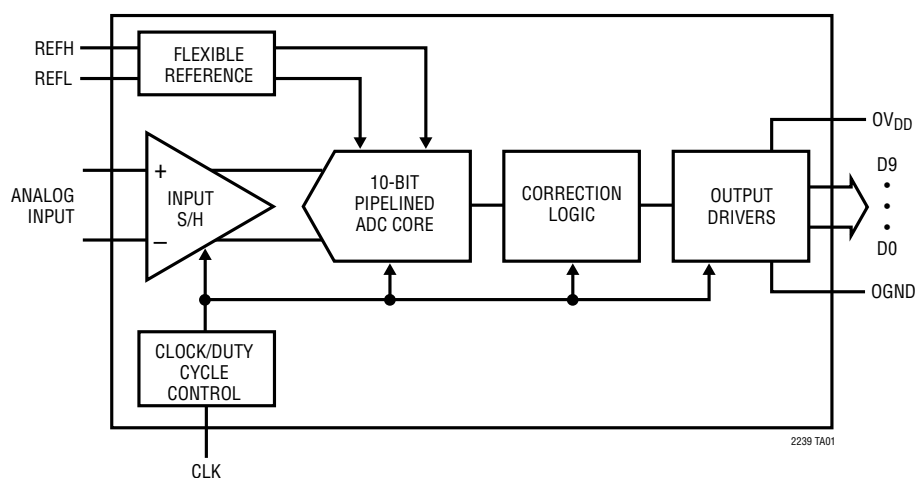 REFH
REFL
FLEXIBLE
REFERENCE
OVDD
ANALOG
INPUT
+
–
INPUT
S/H
10-BIT
PIPELINED
ADC CORE
CORRECTION
LOGIC
OUTPUT
DRIVERS
D9
•
•
•
D0
OGND
CLOCK/DUTY
CYCLE
CONTROL
CLK
2239 TA01